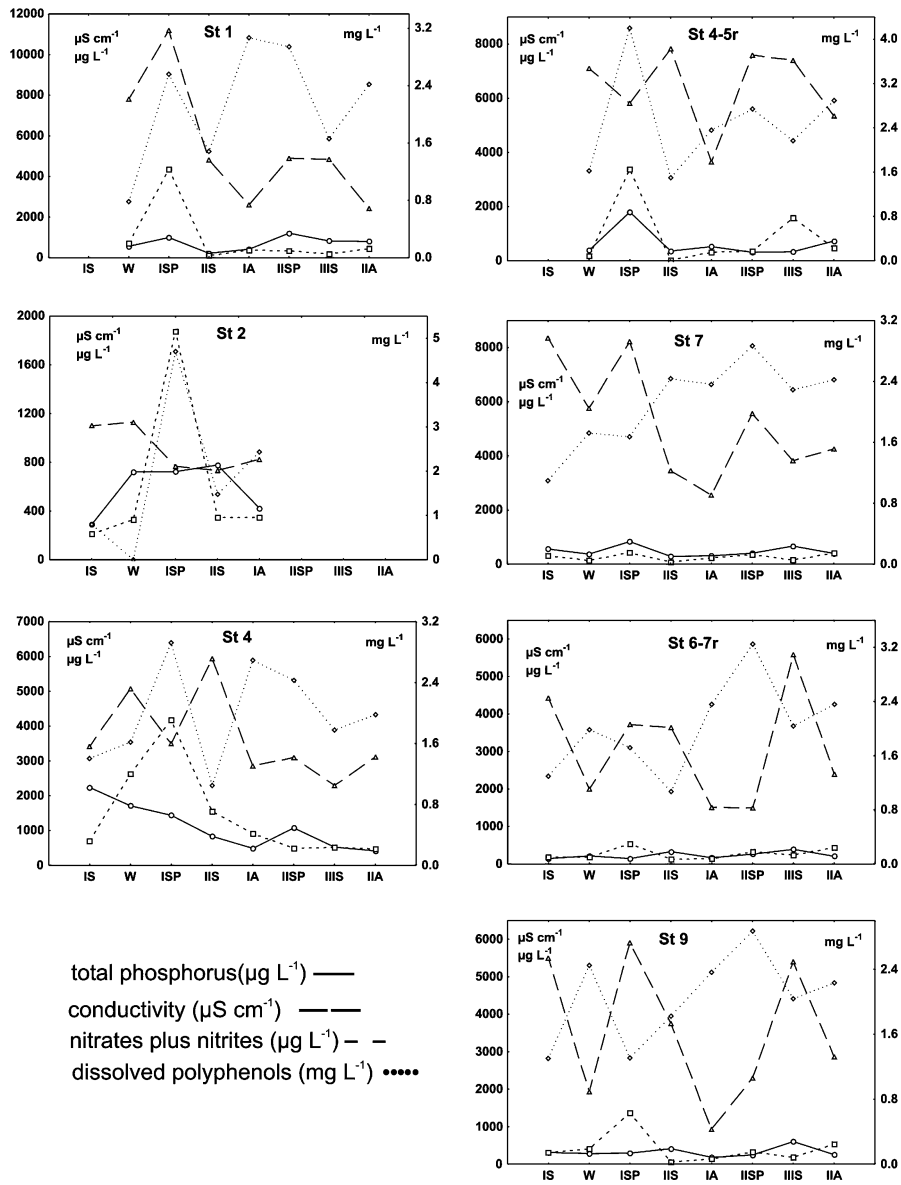 St 1
µS cm-1
µg L-1
mg L-1
12000
10000
8000
6000
4000
2000
0
3.2
2.4
1.6
0.8
0.0
IS W ISP IIS IA IISP IIIS IIA
St 4-5r
µS cm-1
µg L-1
mg L-1
8000
6000
4000
2000
0
4.0
3.2
2.4
1.6
0.8
0.0
IS W ISP IIS IA IISP IIIS IIA
St 2
µS cm-1
µg L-1
mg L-1
2000
1600
1200
800
400
0
5
4
3
2
1
0
IS W ISP IIS IA IISP IIIS IIA
St 7
µS cm-1
µg L-1
mg L-1
8000
6000
4000
2000
0
3.2
2.4
1.6
0.8
0.0
IS W ISP IIS IA IISP IIIS IIA
St 4
µS cm-1
µg L-1
mg L-1
7000
6000
5000
4000
3000
2000
1000
0
3.2
2.4
1.6
0.8
0.0
IS W ISP IIS IA IISP IIIS IIA
St 6-7r
µS cm-1
µg L-1
mg L-1
6000
5000
4000
3000
2000
1000
0
3.2
2.4
1.6
0.8
0.0
IS W ISP IIS IA IISP IIIS IIA
St 9
µS cm-1
µg L-1
mg L-1
6000
5000
4000
3000
2000
1000
0
2.4
1.6
0.8
0.0
IS W ISP IIS IA IISP IIIS IIA
total phosphorus(µg L-1)
conductivity (µS cm-1)
nitrates plus nitrites (µg L-1)
dissolved polyphenols (mg L-1)